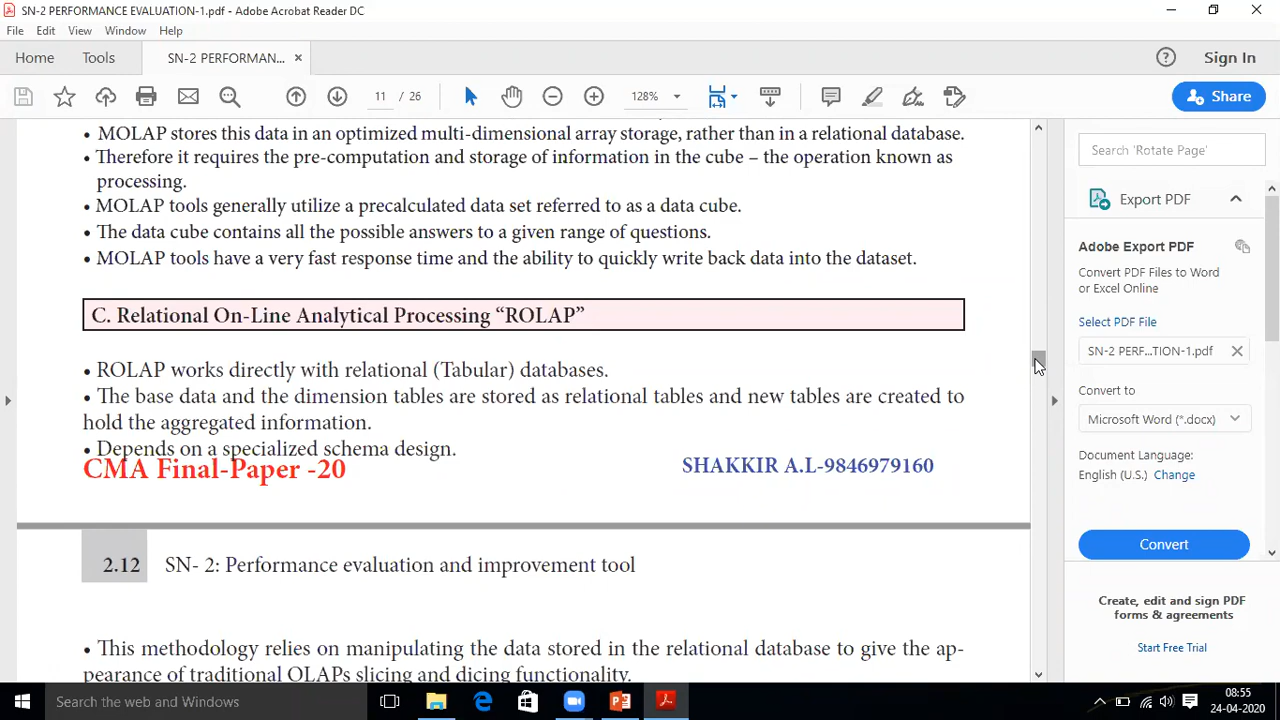 SN-2 PERFORMANCE EVALUATION-1.pdf - Adobe Acrobat Reader DC
File Edit View Window Help
Home Tools SN-2 PERFORMAN... × Sign In
11 / 26 128% Share
• MOLAP stores this data in an optimized multi-dimensional array storage, rather than in a relational database.
• Therefore it requires the pre-computation and storage of information in the cube – the operation known as
processing.
• MOLAP tools generally utilize a precalculated data set referred to as a data cube.
• The data cube contains all the possible answers to a given range of questions.
• MOLAP tools have a very fast response time and the ability to quickly write back data into the dataset.
C. Relational On-Line Analytical Processing “ROLAP”
• ROLAP works directly with relational (Tabular) databases.
• The base data and the dimension tables are stored as relational tables and new tables are created to
hold the aggregated information.
• Depends on a specialized schema design.
CMA Final-Paper -20 SHAKKIR A.L-9846979160
2.12 SN- 2: Performance evaluation and improvement tool
• This methodology relies on manipulating the data stored in the relational database to give the ap-
pearance of traditional OLAPs slicing and dicing functionality.
Search 'Rotate Page'
Export PDF
Adobe Export PDF
Convert PDF Files to Word
or Excel Online
Select PDF File
SN-2 PERF...TION-1.pdf
Convert to
Microsoft Word (*.docx)
Document Language:
English (U.S.) Change
Convert
Create, edit and sign PDF
forms & agreements
Start Free Trial
Search the web and Windows
08:55
24-04-2020